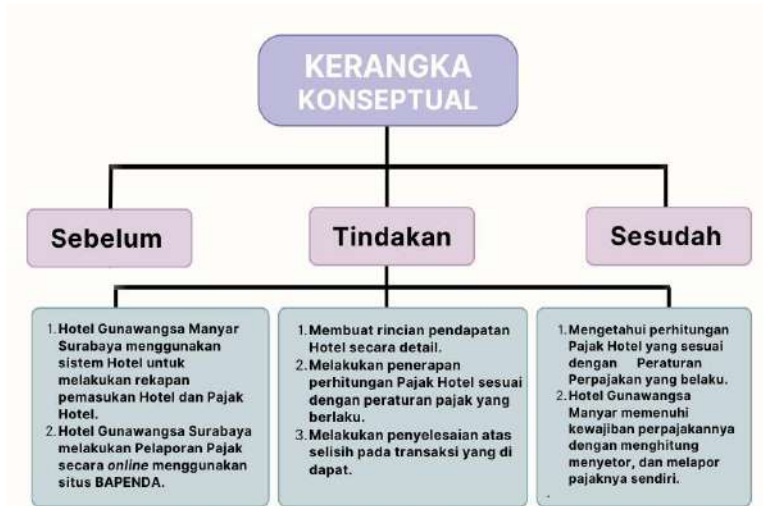 KERANGKA
KONSEPTUAL
Sebelum
Tindakan
Sesudah
1. Hotel Gunawangsa Manyar
Surabaya menggunakan
sistem Hotel untuk
melakukan rekapan
pemasukan Hotel dan Pajak
Hotel.
2. Hotel Gunawangsa Surabaya
melakukan Pelaporan Pajak
secara online menggunakan
situs BAPENDA.
1. Membuat rincian pendapatan
Hotel secara detail.
2. Melakukan penerapan
perhitungan Pajak Hotel sesuai
dengan peraturan pajak yang
berlaku.
3. Melakukan penyelesaian atas
selisih pada transaksi yang di
dapat.
1. Mengetahui perhitungan
Pajak Hotel yang sesuai
dengan Peraturan
Perpajakan yang belaku.
2. Hotel Gunawangsa
Manyar memenuhi
kewajiban perpajakannya
dengan menghitung
menyetor, dan melapor
pajaknya sendiri.
.